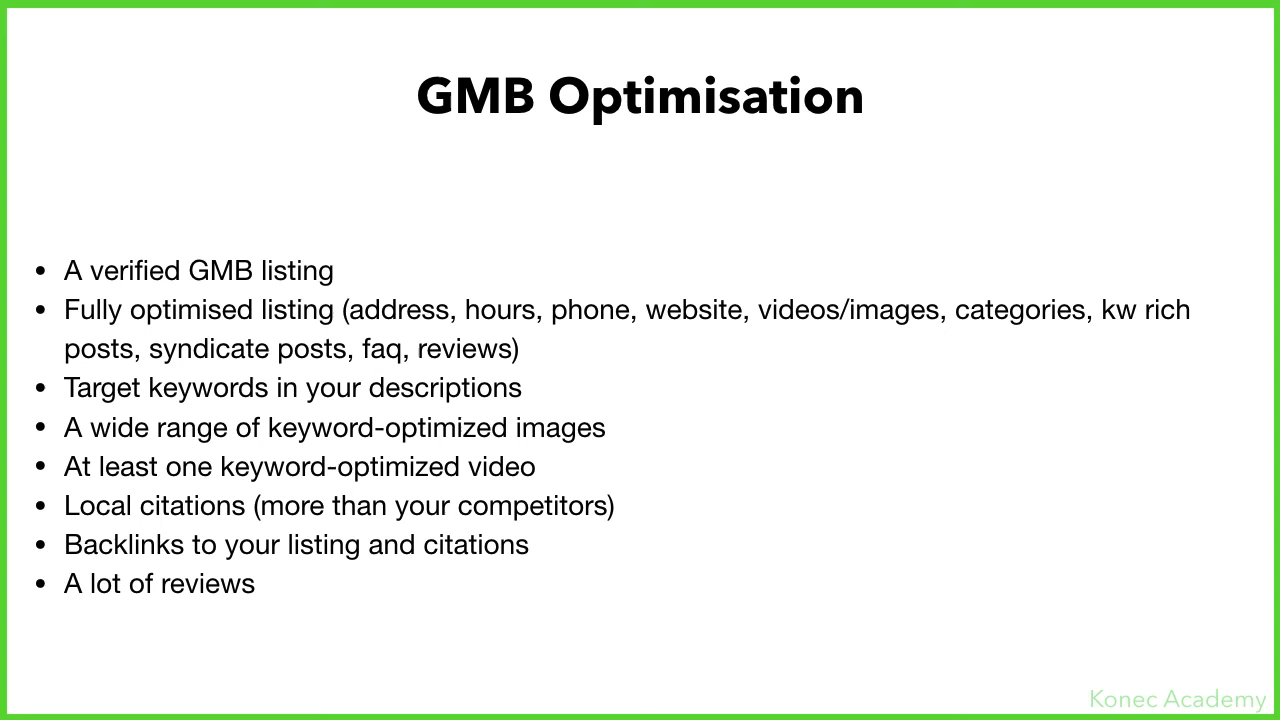 GMB Optimisation
• A verified GMB listing
• Fully optimised listing (address, hours, phone, website, videos/images, categories, kw rich
posts, syndicate posts, faq, reviews)
• Target keywords in your descriptions
• A wide range of keyword-optimized images
• At least one keyword-optimized video
• Local citations (more than your competitors)
• Backlinks to your listing and citations
• A lot of reviews
Konec Academy